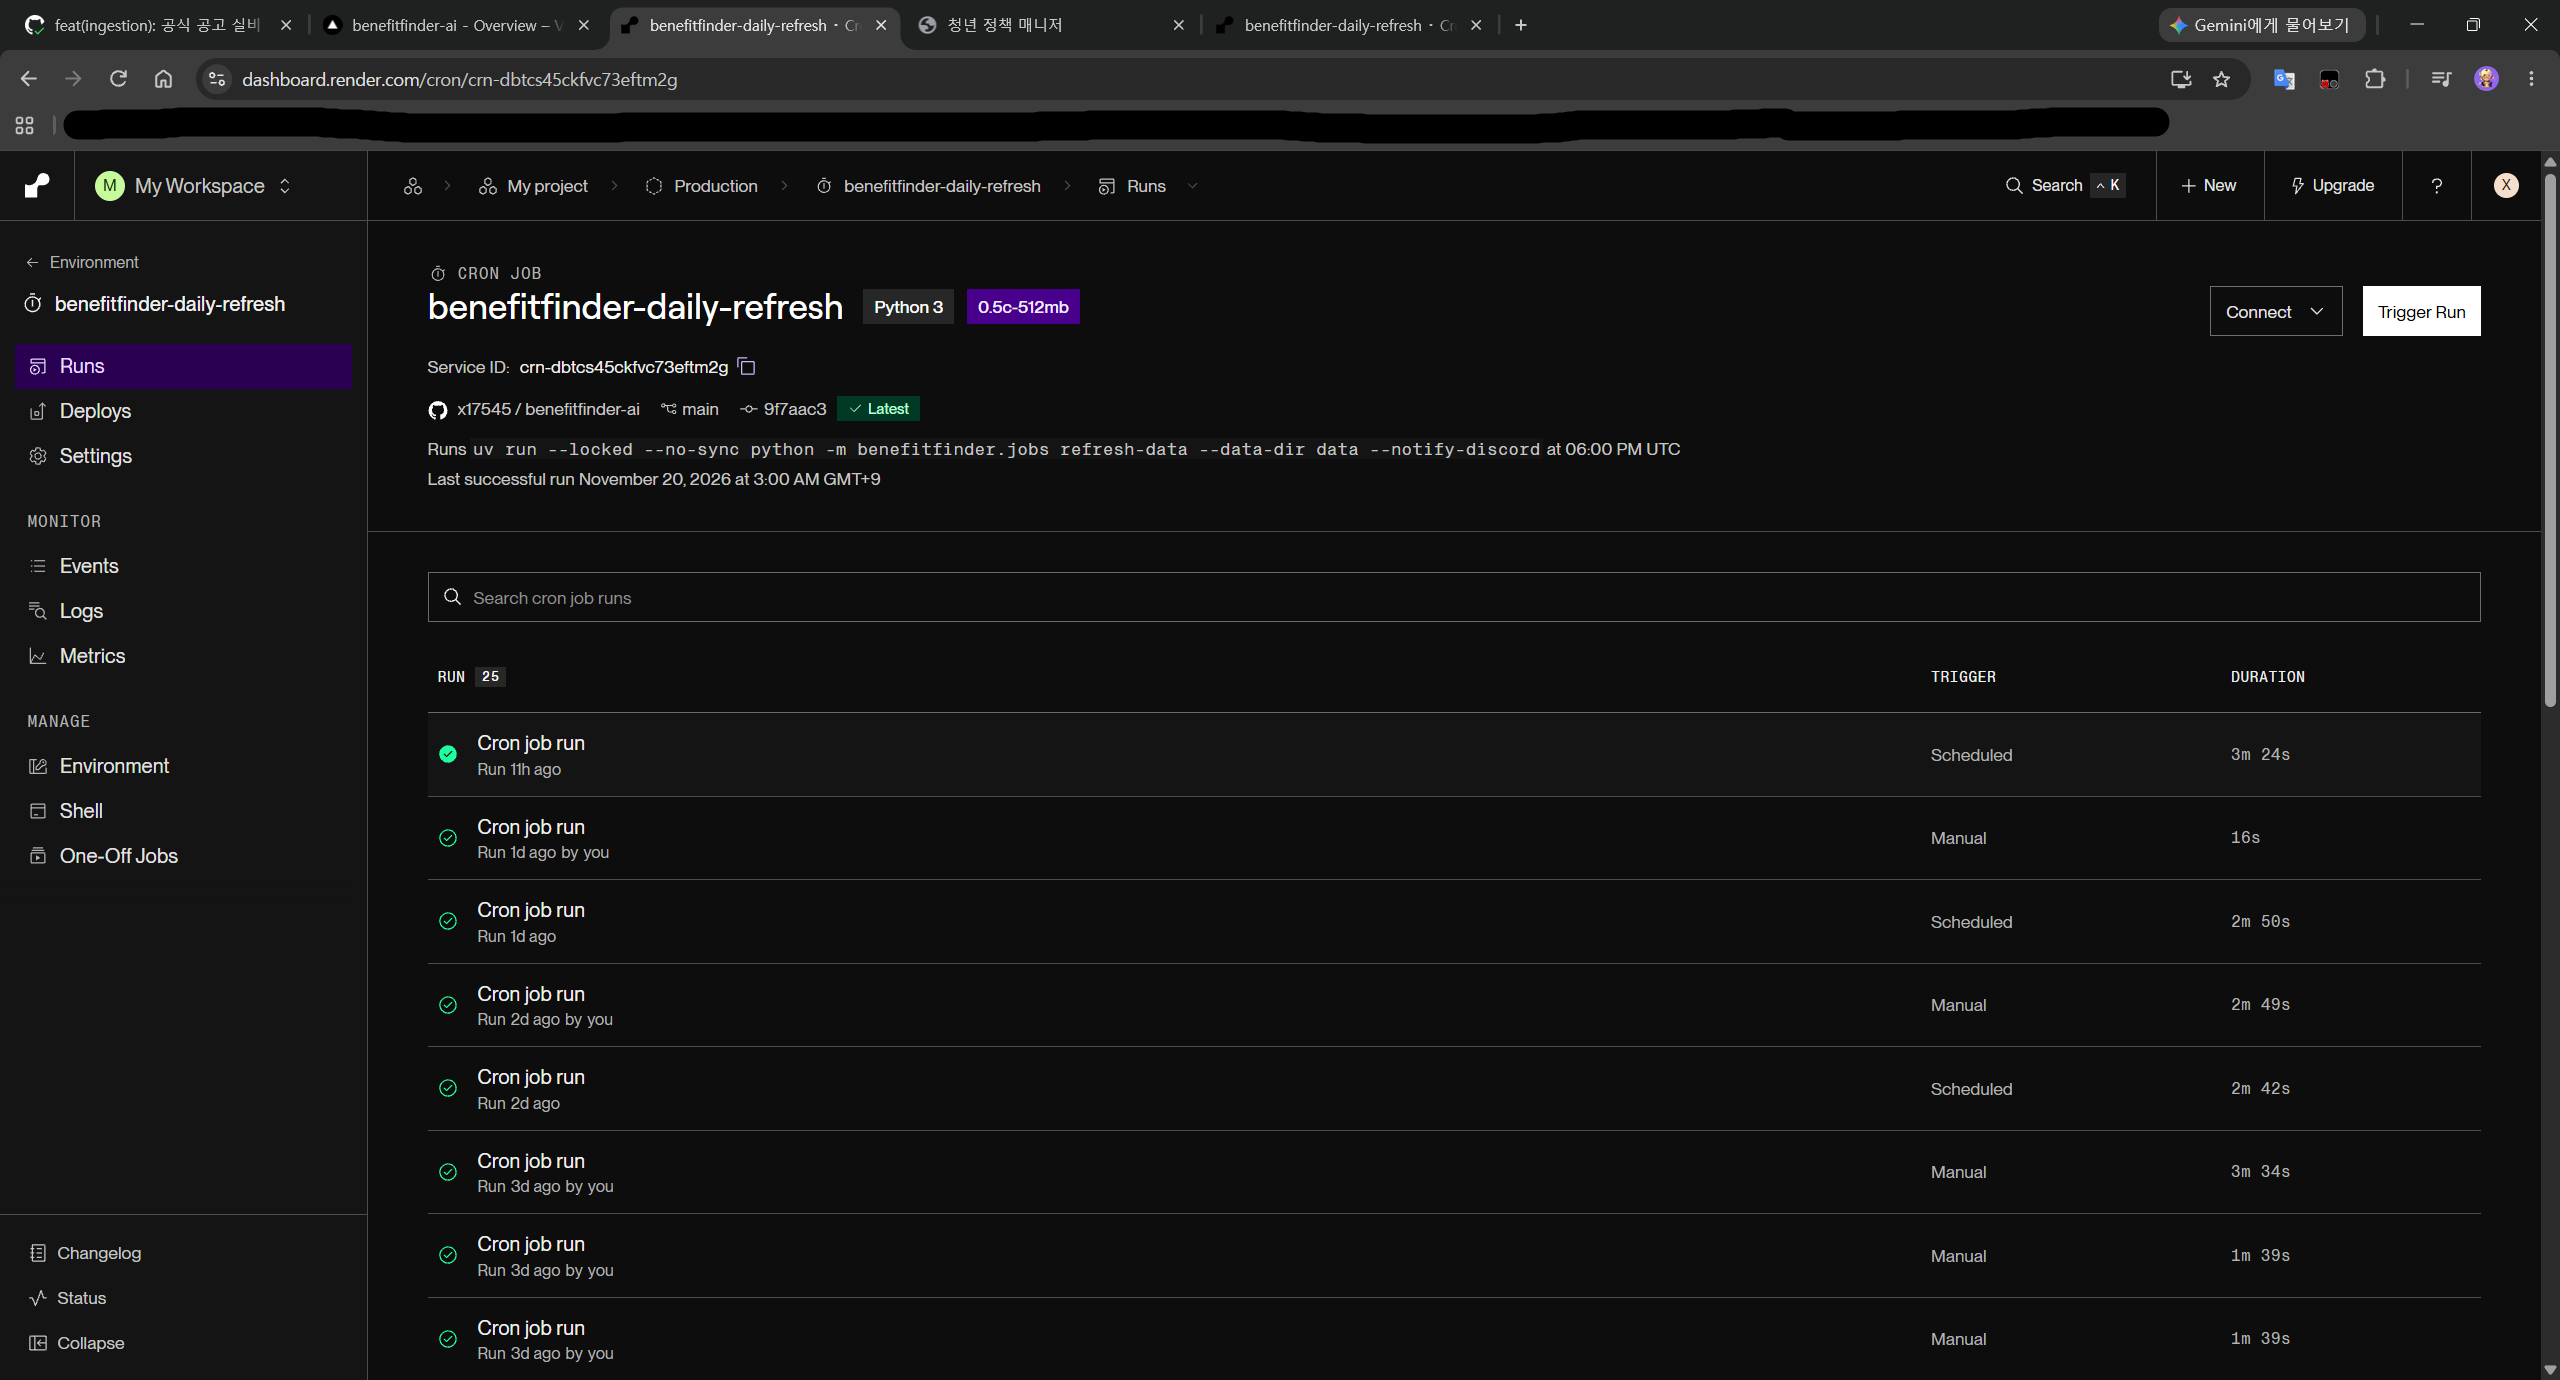 feat(ingestion): 공식 공고 실비
benefitfinder-ai - Overview – V
benefitfinder-daily-refresh · Cr
청년 정책 매니저
benefitfinder-daily-refresh · Cr
Gemini에게 물어보기
dashboard.render.com/cron/crn-dbtcs45ckfvc73eftm2g
M My Workspace
My project
Production
benefitfinder-daily-refresh
Runs
Search ^ K
+ New
Upgrade
?
X
Environment
benefitfinder-daily-refresh
Runs
Deploys
Settings
MONITOR
Events
Logs
Metrics
MANAGE
Environment
Shell
One-Off Jobs
Changelog
Status
Collapse
CRON JOB
benefitfinder-daily-refresh Python 3 0.5c-512mb
Connect
Trigger Run
Service ID: crn-dbtcs45ckfvc73eftm2g
x17545 / benefitfinder-ai main 9f7aac3 Latest
Runs uv run --locked --no-sync python -m benefitfinder.jobs refresh-data --data-dir data --notify-discord at 06:00 PM UTC
Last successful run November 20, 2026 at 3:00 AM GMT+9
Search cron job runs
RUN 25 TRIGGER DURATION
Cron job run
Run 11h ago
Scheduled 3m 24s
Cron job run
Run 1d ago by you
Manual 16s
Cron job run
Run 1d ago
Scheduled 2m 50s
Cron job run
Run 2d ago by you
Manual 2m 49s
Cron job run
Run 2d ago
Scheduled 2m 42s
Cron job run
Run 3d ago by you
Manual 3m 34s
Cron job run
Run 3d ago by you
Manual 1m 39s
Cron job run
Run 3d ago by you
Manual 1m 39s